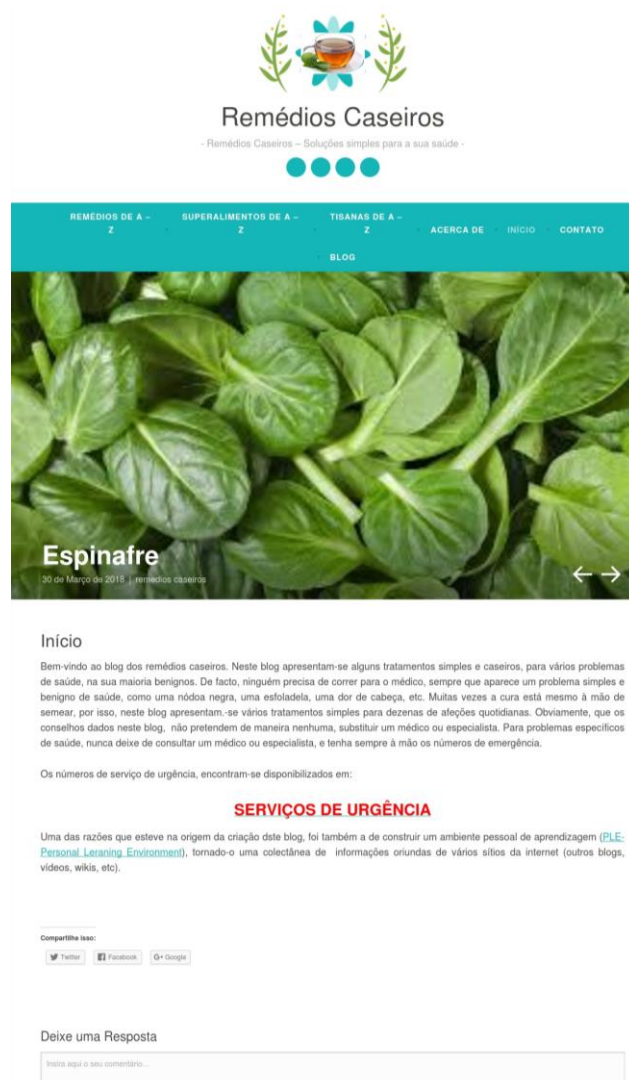 Remédios Caseiros
- Remédios Caseiros – Soluções simples para a sua saúde -
REMÉDIOS DE A –
Z
SUPERALIMENTOS DE A –
Z
TISANAS DE A –
Z
ACERCA DE
INÍCIO
CONTATO
BLOG
Espinafre
30 de Março de 2018 | remedios caseiros
Início
Bem-vindo ao blog dos remédios caseiros. Neste blog apresentam-se alguns tratamentos simples e caseiros, para vários problemas
de saúde, na sua maioria benignos. De facto, ninguém precisa de correr para o médico, sempre que aparece um problema simples e
benigno de saúde, como uma nódoa negra, uma esfoladela, uma dor de cabeça, etc. Muitas vezes a cura está mesmo à mão de
semear, por isso, neste blog apresentam.-se vários tratamentos simples para dezenas de afeções quotidianas. Obviamente, que os
conselhos dados neste blog, não pretendem de maneira nenhuma, substituir um médico ou especialista. Para problemas específicos
de saúde, nunca deixe de consultar um médico ou especialista, e tenha sempre à mão os números de emergência.
Os números de serviço de urgência, encontram-se disponibilizados em:
SERVIÇOS DE URGÊNCIA
Uma das razões que esteve na origem da criação dste blog, foi também a de construir um ambiente pessoal de aprendizagem (PLE-
Personal Leraning Environment), tornado-o uma colectânea de informações oriundas de vários sítios da internet (outros blogs,
vídeos, wikis, etc).
Compartilhe isso:
Twitter
Facebook
G+ Google
Deixe uma Resposta
Insira aqui o seu comentário...